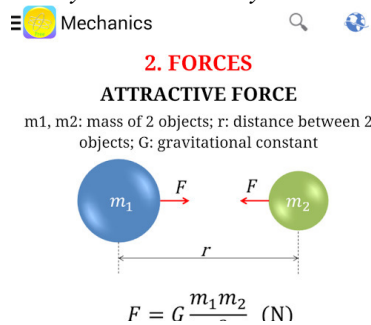 Mechanics
2. FORCES
ATTRACTIVE FORCE
m1, m2: mass of 2 objects; r: distance between 2
objects; G: gravitational constant
F F
m₁ m₂
r
F = G m₁m₂ (N)